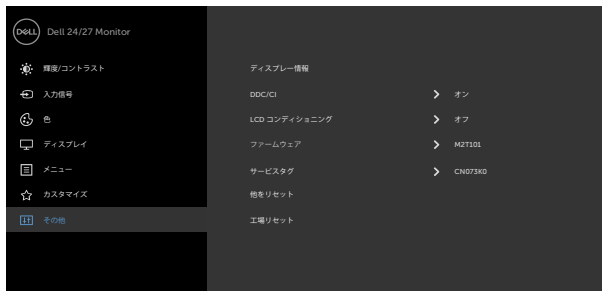 DELL
Dell 24/27 Monitor
輝度/コントラスト
入力信号
色
ディスプレイ
メニュー
カスタマイズ
その他
ディスプレー情報
DDC/CI オン
LCD コンディショニング オフ
ファームウェア M2T101
サービスタグ CN073K0
他をリセット
工場リセット